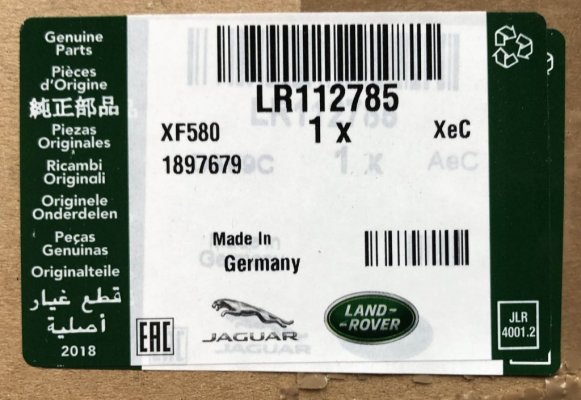 Genuine
Parts
Pièces
d'Origine
純正部品
Piezas
Originales
Ricambi
Originali
Originele
Onderdelen
Peças
Genuinas
Originalteile
قطع غيار
أصلية
2018
LR112785
XF580
1 x
XeC
1897679
Made In
Germany
EAC
JAGUAR
LAND-
-ROVER
JLR
4001.2